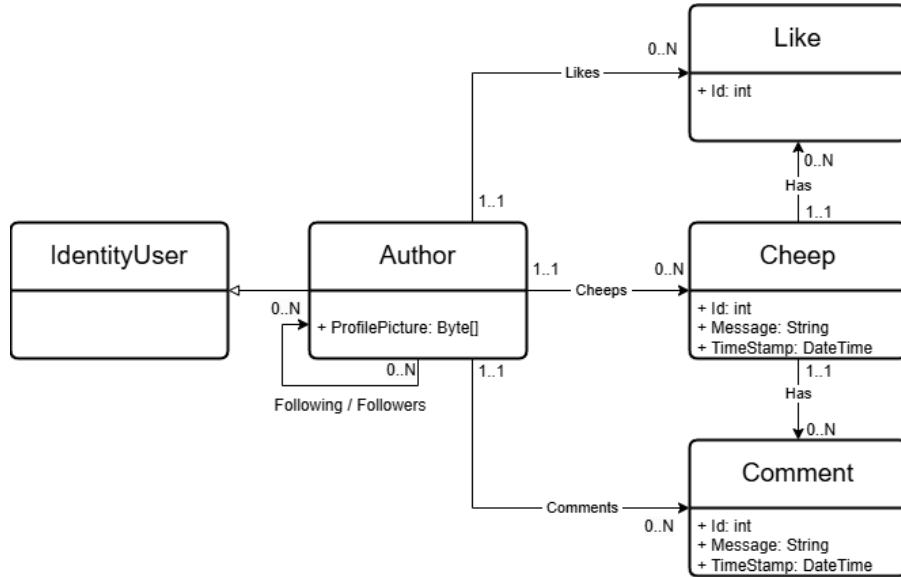 Like
0..N
Likes
+ Id: int
0..N
Has
1..1
1..1
IdentityUser
Author
Cheep
1..1
0..N
Cheeps
0..N
+ ProfilePicture: Byte[]
+ Id: int
+ Message: String
+ TimeStamp: DateTime
0..N
1..1
1..1
Has
Following / Followers
0..N
Comment
Comments
0..N
+ Id: int
+ Message: String
+ TimeStamp: DateTime